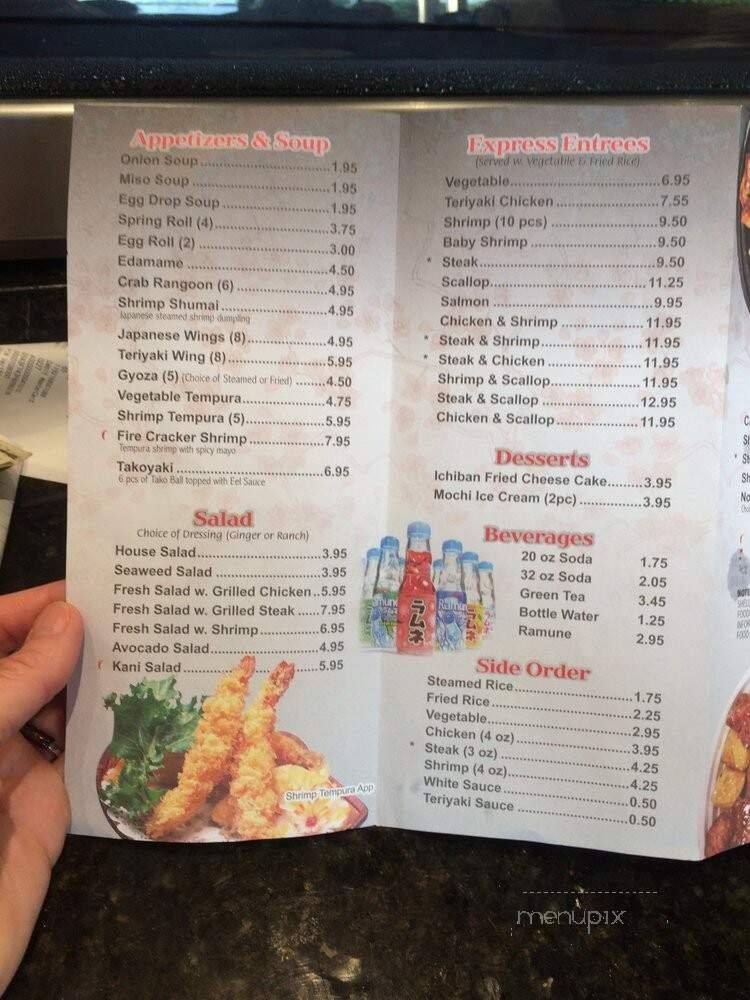 Appetizers & Soup
Onion Soup 1.95
Miso Soup 1.95
Egg Drop Soup 1.95
Spring Roll (4) 3.75
Egg Roll (2) 3.00
Edamame 4.50
Crab Rangoon (6) 4.95
Shrimp Shumai 4.95
Japanese steamed shrimp dumpling
Japanese Wings (8) 4.95
Teriyaki Wing (8) 5.95
Gyoza (5) (Choice of Steamed or Fried) 4.50
Vegetable Tempura 4.75
Shrimp Tempura (5) 5.95
Fire Cracker Shrimp 7.95
Tempura shrimp with spicy mayo
Takoyaki 6.95
6 pcs of Tako Ball topped with Eel Sauce
Salad
Choice of Dressing (Ginger or Ranch)
House Salad 3.95
Seaweed Salad 3.95
Fresh Salad w. Grilled Chicken 5.95
Fresh Salad w. Grilled Steak 7.95
Fresh Salad w. Shrimp 6.95
Avocado Salad 4.95
Kani Salad 5.95
Shrimp Tempura App
Express Entrees
(Served w. Vegetable & Fried Rice)
Vegetable 6.95
Teriyaki Chicken 7.55
Shrimp (10 pcs) 9.50
Baby Shrimp 9.50
* Steak 9.50
Scallop 11.25
Salmon 9.95
Chicken & Shrimp 11.95
* Steak & Shrimp 11.95
* Steak & Chicken 11.95
Shrimp & Scallop 11.95
Steak & Scallop 12.95
Chicken & Scallop 11.95
Desserts
Ichiban Fried Cheese Cake 3.95
Mochi Ice Cream (2pc) 3.95
Beverages
20 oz Soda 1.75
32 oz Soda 2.05
Green Tea 3.45
Bottle Water 1.25
Ramune 2.95
ラムネ
Ramune
Side Order
Steamed Rice 1.75
Fried Rice 2.25
Vegetable 2.95
Chicken (4 oz) 3.95
* Steak (3 oz) 4.25
Shrimp (4 oz) 4.25
White Sauce 0.50
Teriyaki Sauce 0.50
menupix